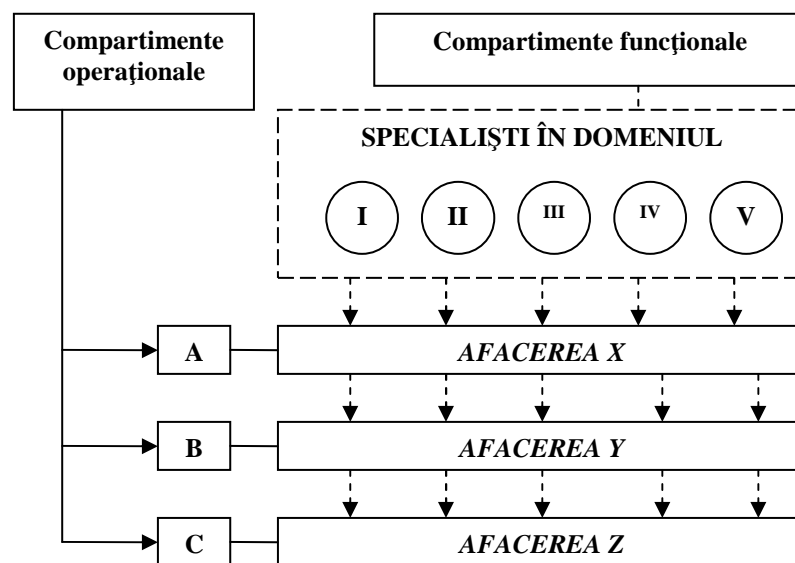 Compartimente
operaţionale
Compartimente funcţionale
SPECIALIŞTI ÎN DOMENIUL
I II III IV V
A AFACEREA X
B AFACEREA Y
C AFACEREA Z